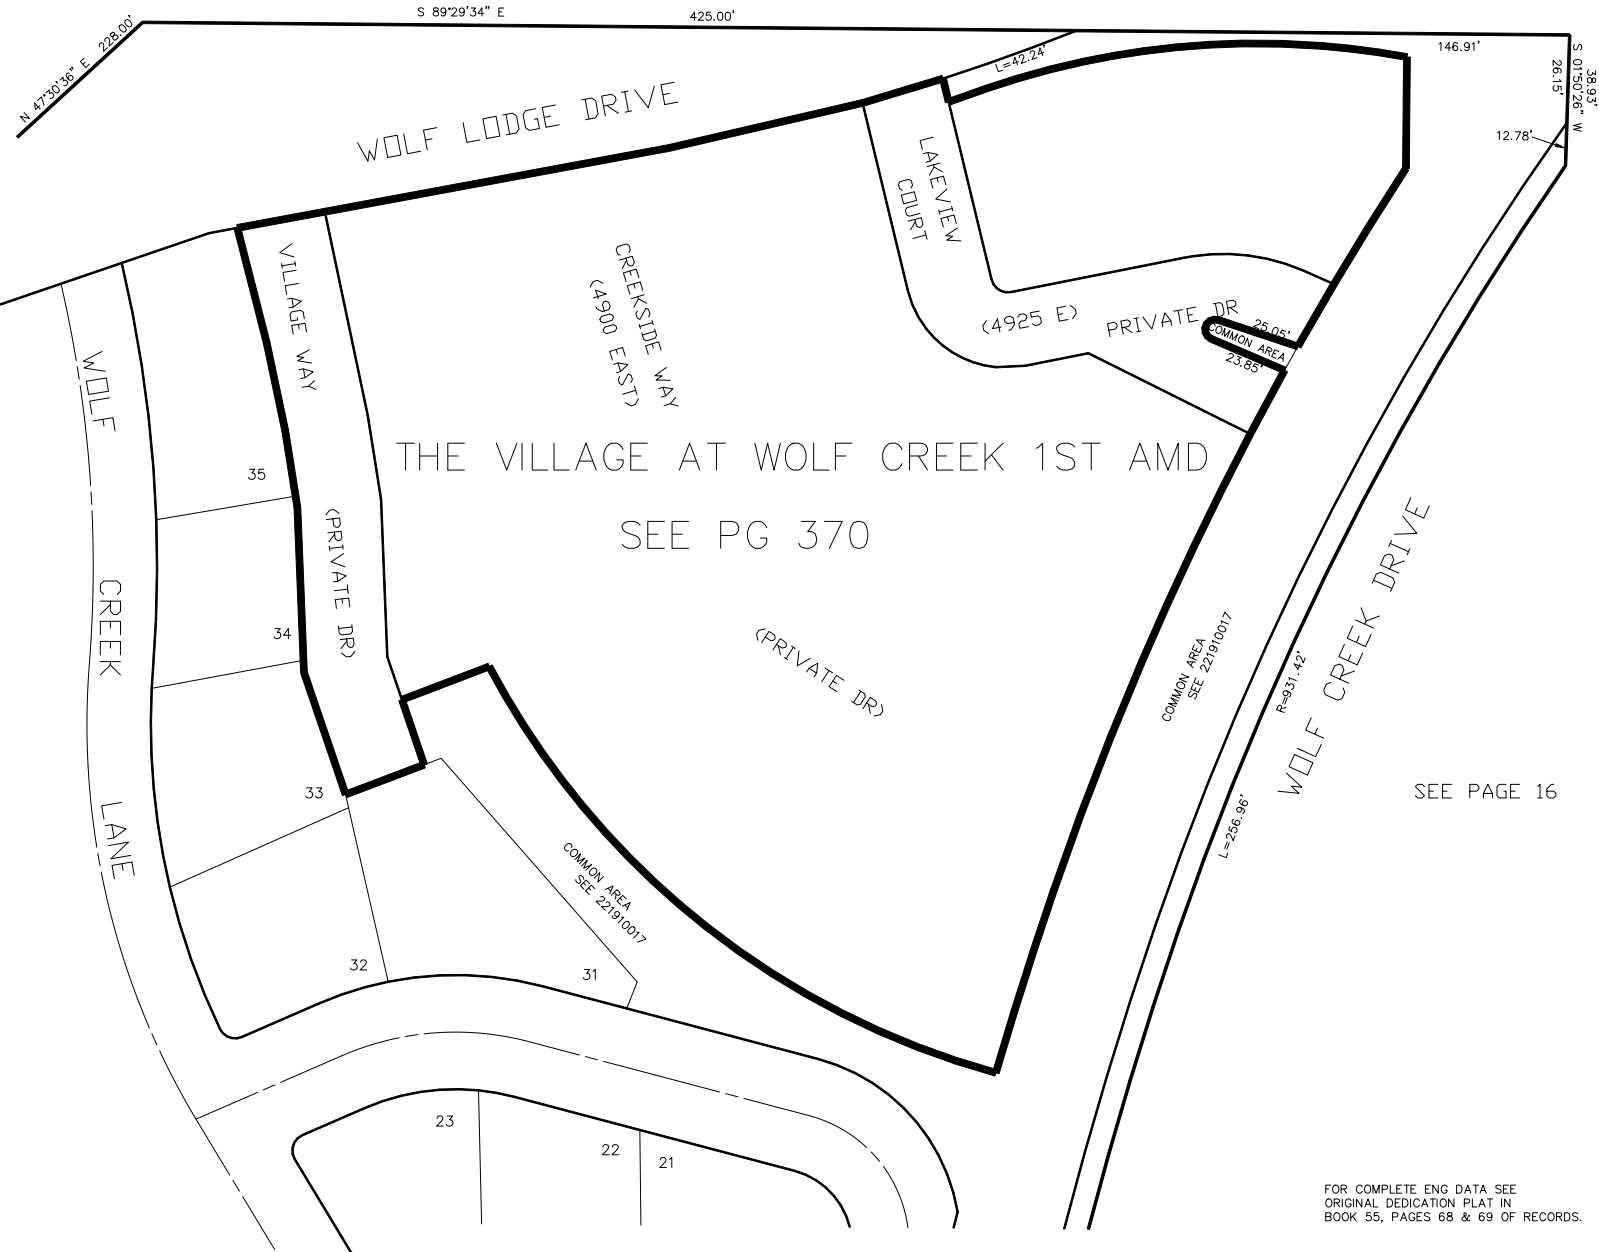 S 89°29'34" E
425.00'
N 47°30'36" E 228.00'
146.91'
S 01°50'26" W
38.93'
26.15'
12.78'
L=42.24'
WOLF LODGE DRIVE
LAKEVIEW
COURT
VILLAGE WAY
CREEKSIDE WAY
(4900 EAST)
(4925 E)
PRIVATE DR
25.05'
COMMON AREA
23.85'
WOLF
CREEK
LANE
THE VILLAGE AT WOLF CREEK 1ST AMD
SEE PG 370
35
(PRIVATE DR)
34
(PRIVATE DR)
COMMON AREA
SEE 221910017
R=931.42'
WOLF CREEK DRIVE
L=256.96'
SEE PAGE 16
33
COMMON AREA
SEE 221910017
32
31
23
22
21
FOR COMPLETE ENG DATA SEE
ORIGINAL DEDICATION PLAT IN
BOOK 55, PAGES 68 & 69 OF RECORDS.